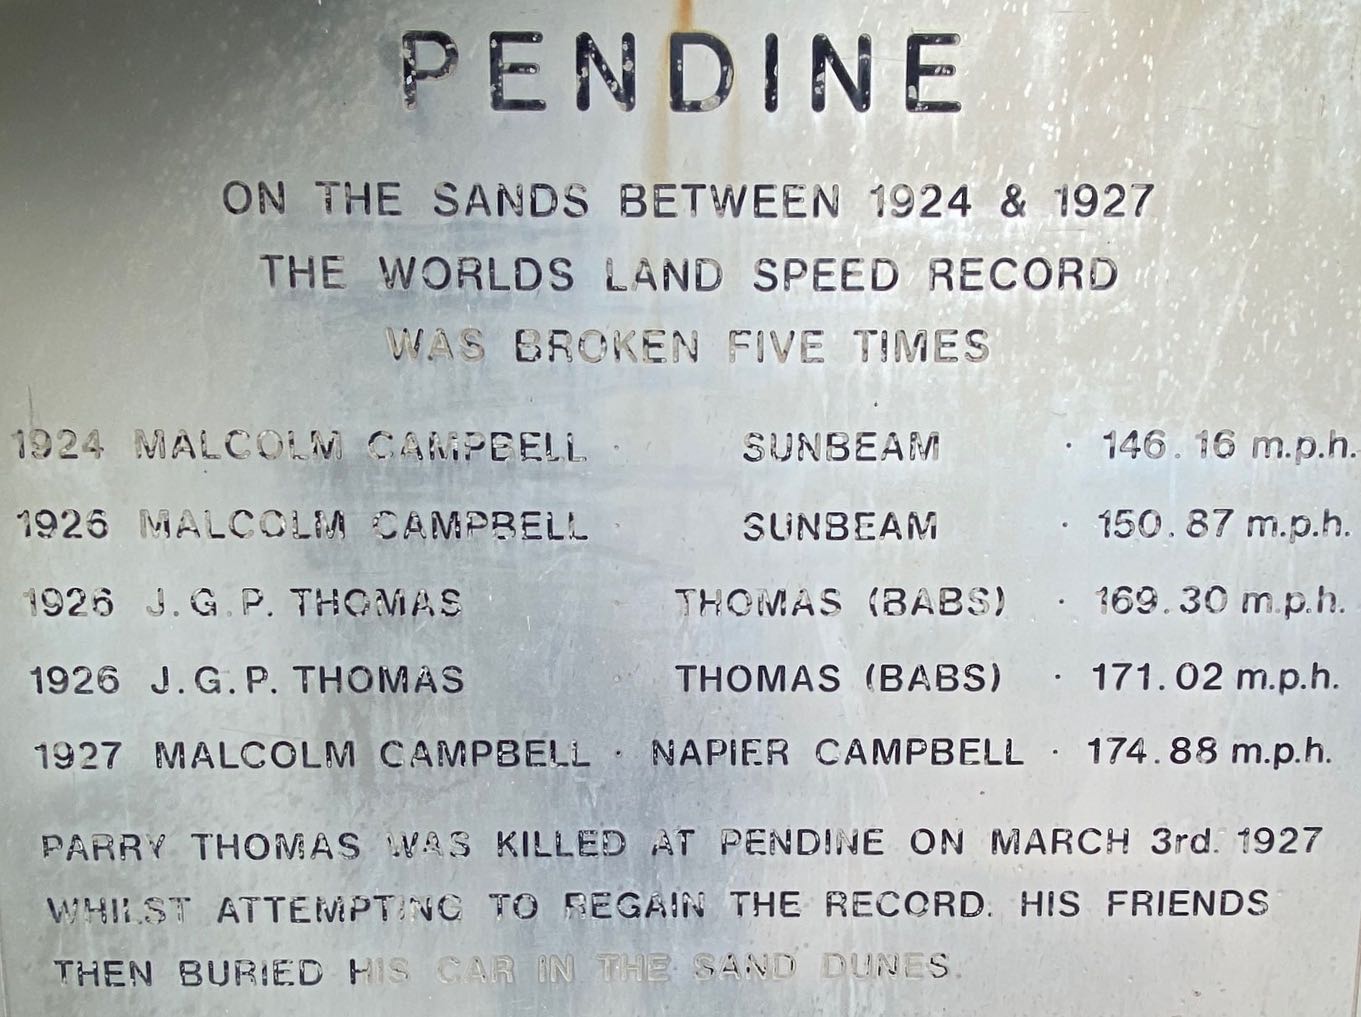 PENDINE
ON THE SANDS BETWEEN 1924 & 1927
THE WORLDS LAND SPEED RECORD
WAS BROKEN FIVE TIMES
1924 MALCOLM CAMPBELL · SUNBEAM · 146.16 m.p.h.
1926 MALCOLM CAMPBELL · SUNBEAM · 150.87 m.p.h.
1926 J.G.P. THOMAS · THOMAS (BABS) · 169.30 m.p.h.
1926 J.G.P. THOMAS · THOMAS (BABS) · 171.02 m.p.h.
1927 MALCOLM CAMPBELL · NAPIER CAMPBELL · 174.88 m.p.h.
PARRY THOMAS WAS KILLED AT PENDINE ON MARCH 3rd. 1927
WHILST ATTEMPTING TO REGAIN THE RECORD. HIS FRIENDS
THEN BURIED HIS CAR IN THE SAND DUNES.